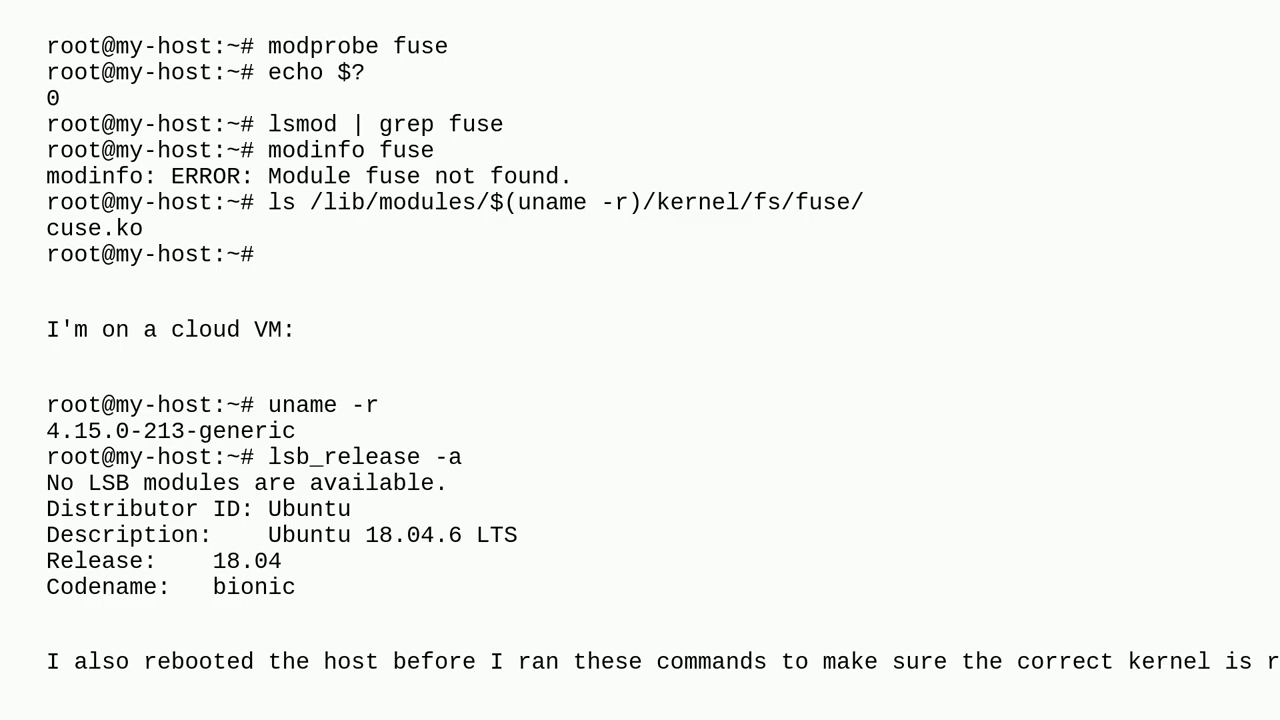 root@my-host:~# modprobe fuse
root@my-host:~# echo $?
0
root@my-host:~# lsmod | grep fuse
root@my-host:~# modinfo fuse
modinfo: ERROR: Module fuse not found.
root@my-host:~# ls /lib/modules/$(uname -r)/kernel/fs/fuse/
cuse.ko
root@my-host:~#
I'm on a cloud VM:
root@my-host:~# uname -r
4.15.0-213-generic
root@my-host:~# lsb_release -a
No LSB modules are available.
Distributor ID: Ubuntu
Description:    Ubuntu 18.04.6 LTS
Release:    18.04
Codename:   bionic
I also rebooted the host before I ran these commands to make sure the correct kernel is